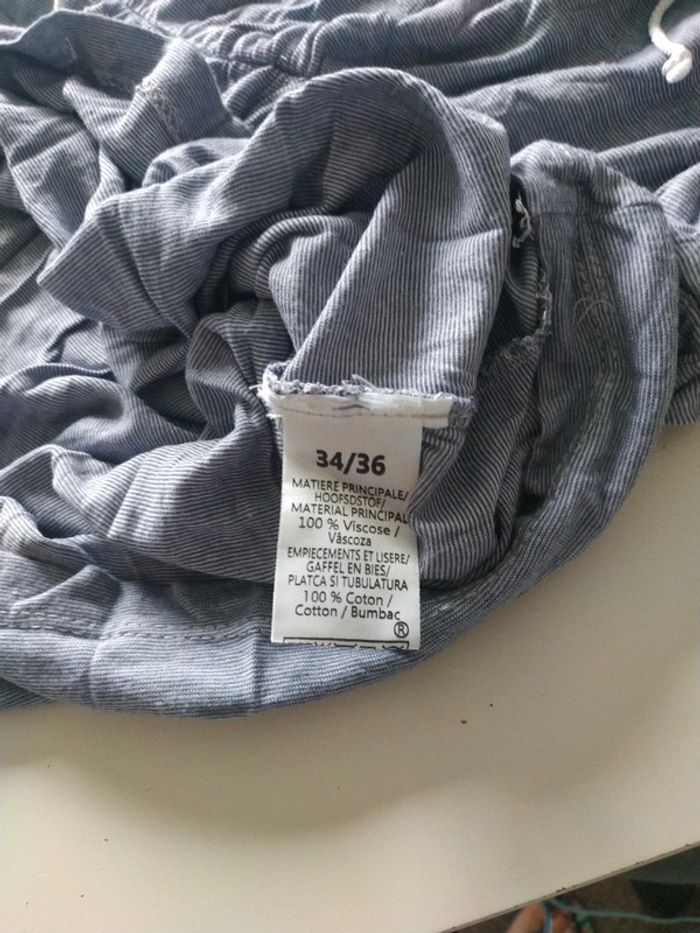 34/36
MATIERE PRINCIPALE/
HOOFSDSTOF/
MATERIAL PRINCIPAL
100 % Viscose /
Vâscoza
EMPIECEMENTS ET LISERE/
GAFFEL EN BIES/
PLATCA SI TUBULATURA
100 % Coton /
Cotton / Bumbac
®